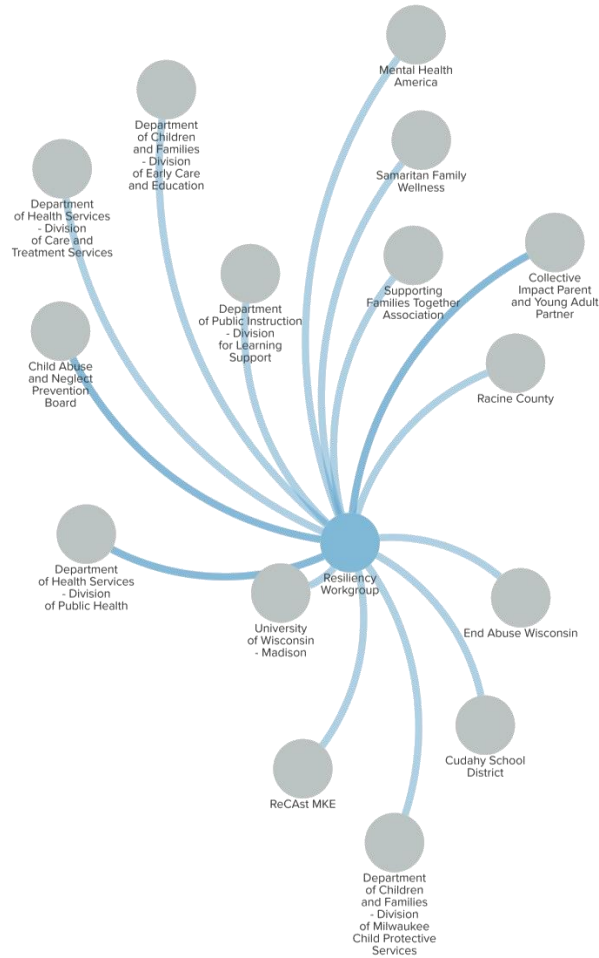 Mental Health
America
Department
of Children
and Families
- Division
of Early Care
and Education
Samaritan Family
Wellness
Department
of Health Services
- Division
of Care and
Treatment Services
Supporting
Families Together
Association
Collective
Impact Parent
and Young Adult
Partner
Department
of Public Instruction
- Division
for Learning
Support
Child Abuse
and Neglect
Prevention
Board
Racine County
Department
of Health Services
- Division
of Public Health
Resiliency
Workgroup
University
of Wisconsin
- Madison
End Abuse Wisconsin
Cudahy School
District
ReCAst MKE
Department
of Children
and Families
- Division
of Milwaukee
Child Protective
Services